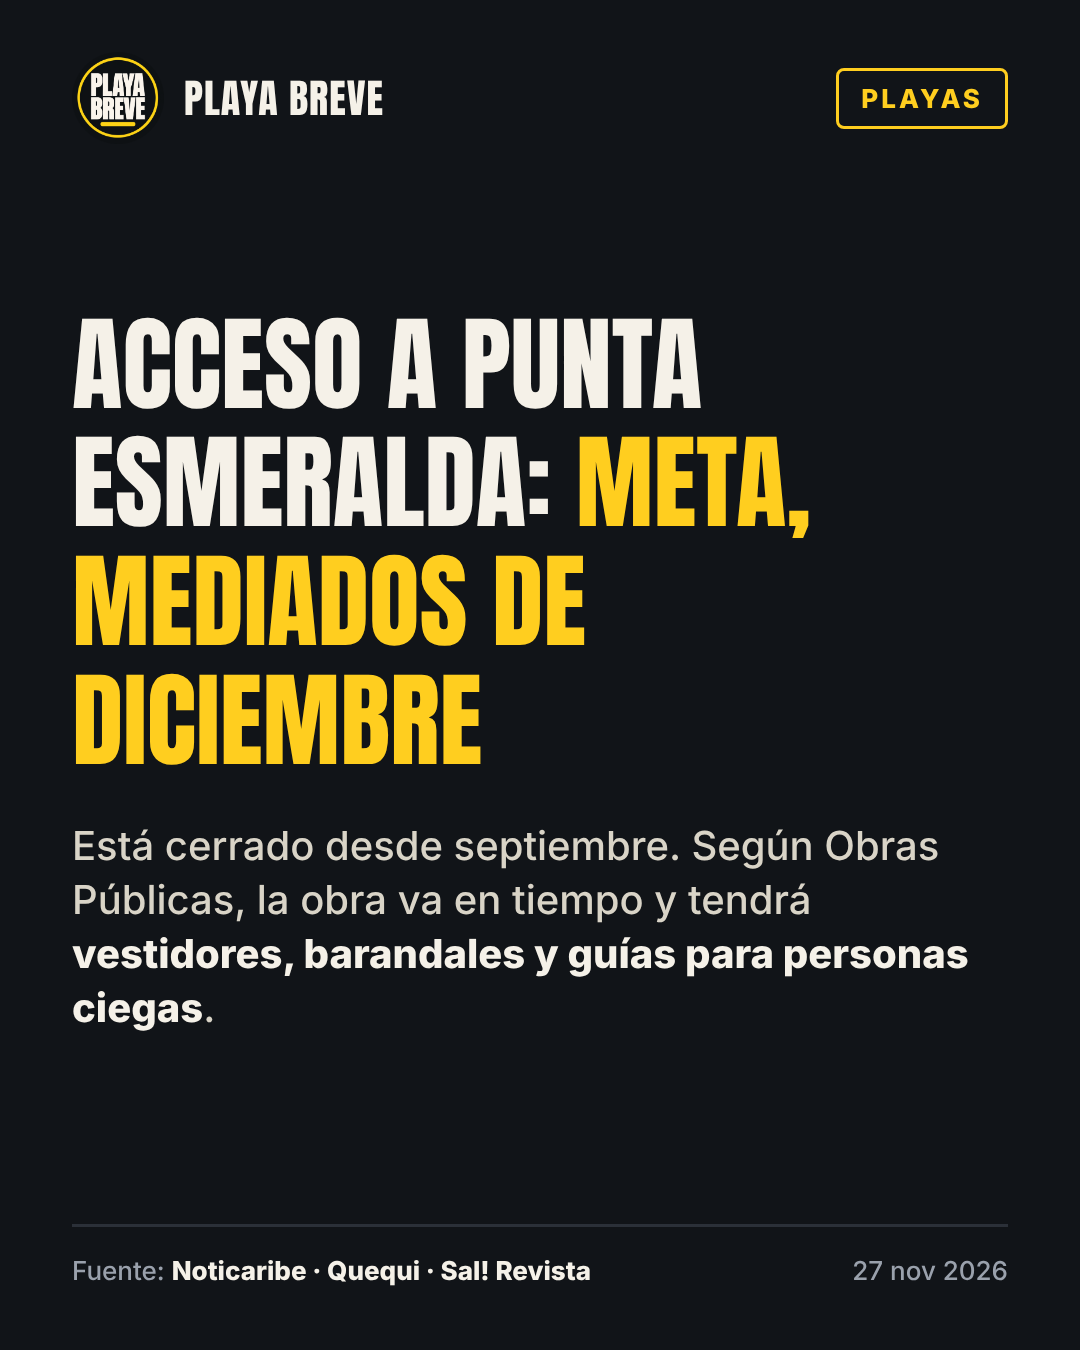 PLAYA
BREVE
PLAYA BREVE
PLAYAS
ACCESO A PUNTA
ESMERALDA: META,
MEDIADOS DE
DICIEMBRE
Está cerrado desde septiembre. Según Obras
Públicas, la obra va en tiempo y tendrá
vestidores, barandales y guías para personas
ciegas.
Fuente: Noticaribe · Quequi · Sal! Revista
27 nov 2026